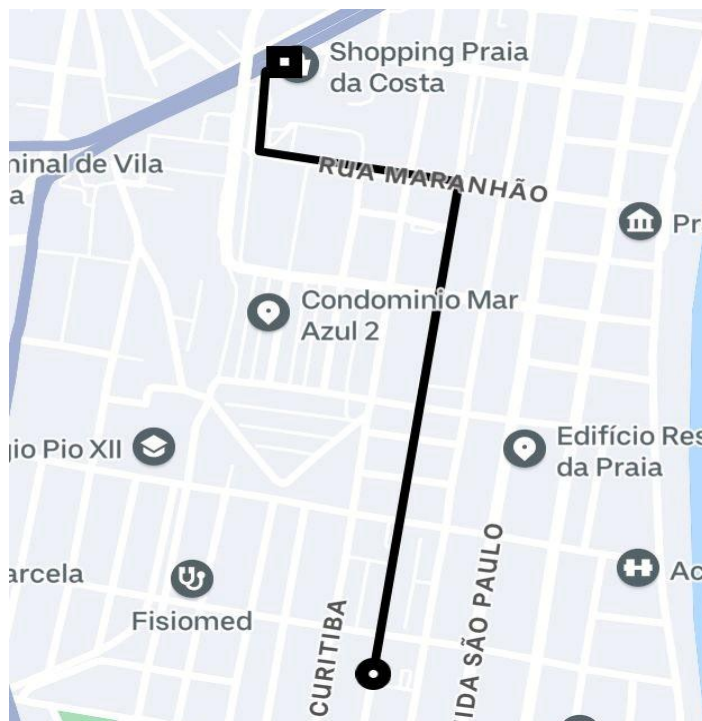 Shopping Praia
da Costa
minal de Vila
a
RUA MARANHÃO
Pr
Condominio Mar
Azul 2
gio Pio XII
Edifício Res
da Praia
arcela
Fisiomed
Ac
CURITIBA
IDA SÃO PAULO